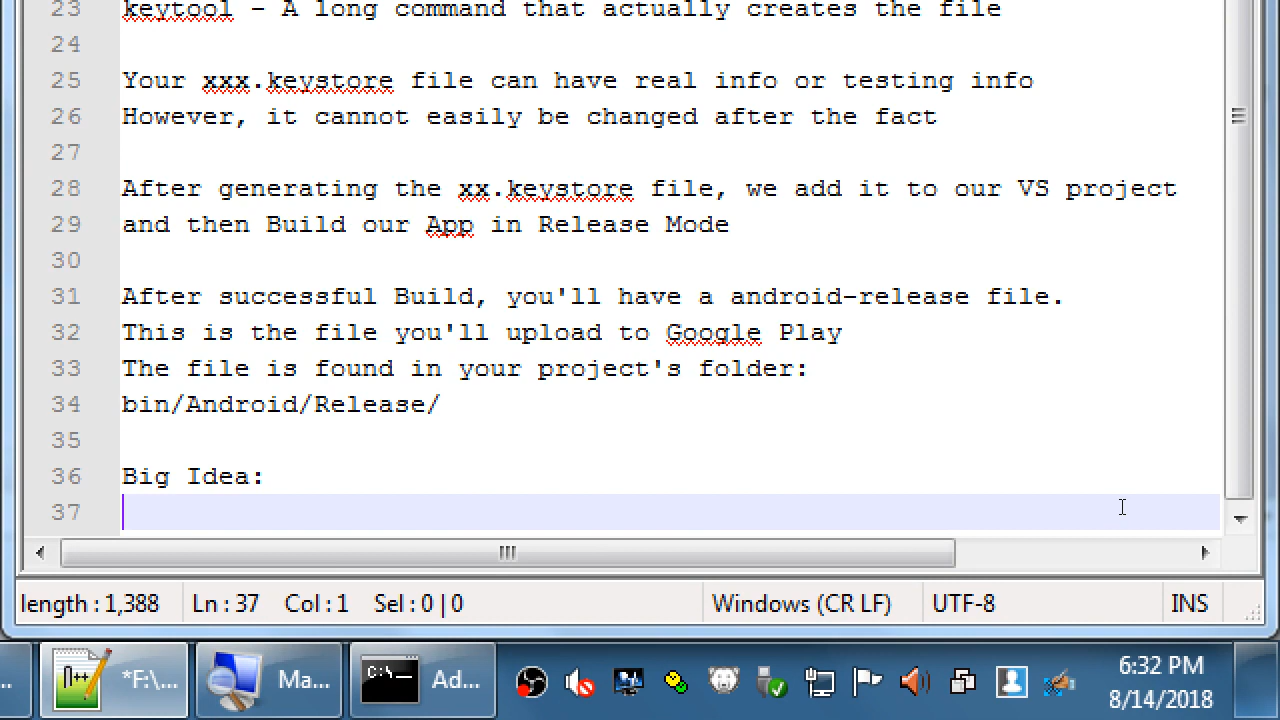 23 keytool - A long command that actually creates the file
24
25 Your xxx.keystore file can have real info or testing info
26 However, it cannot easily be changed after the fact
27
28 After generating the xx.keystore file, we add it to our VS project
29 and then Build our App in Release Mode
30
31 After successful Build, you'll have a android-release file.
32 This is the file you'll upload to Google Play
33 The file is found in your project's folder:
34 bin/Android/Release/
35
36 Big Idea:
37
length : 1,388 Ln : 37 Col : 1 Sel : 0 | 0 Windows (CR LF) UTF-8 INS
.. *F:\... Ma... C:\ Ad... 6:32 PM
8/14/2018